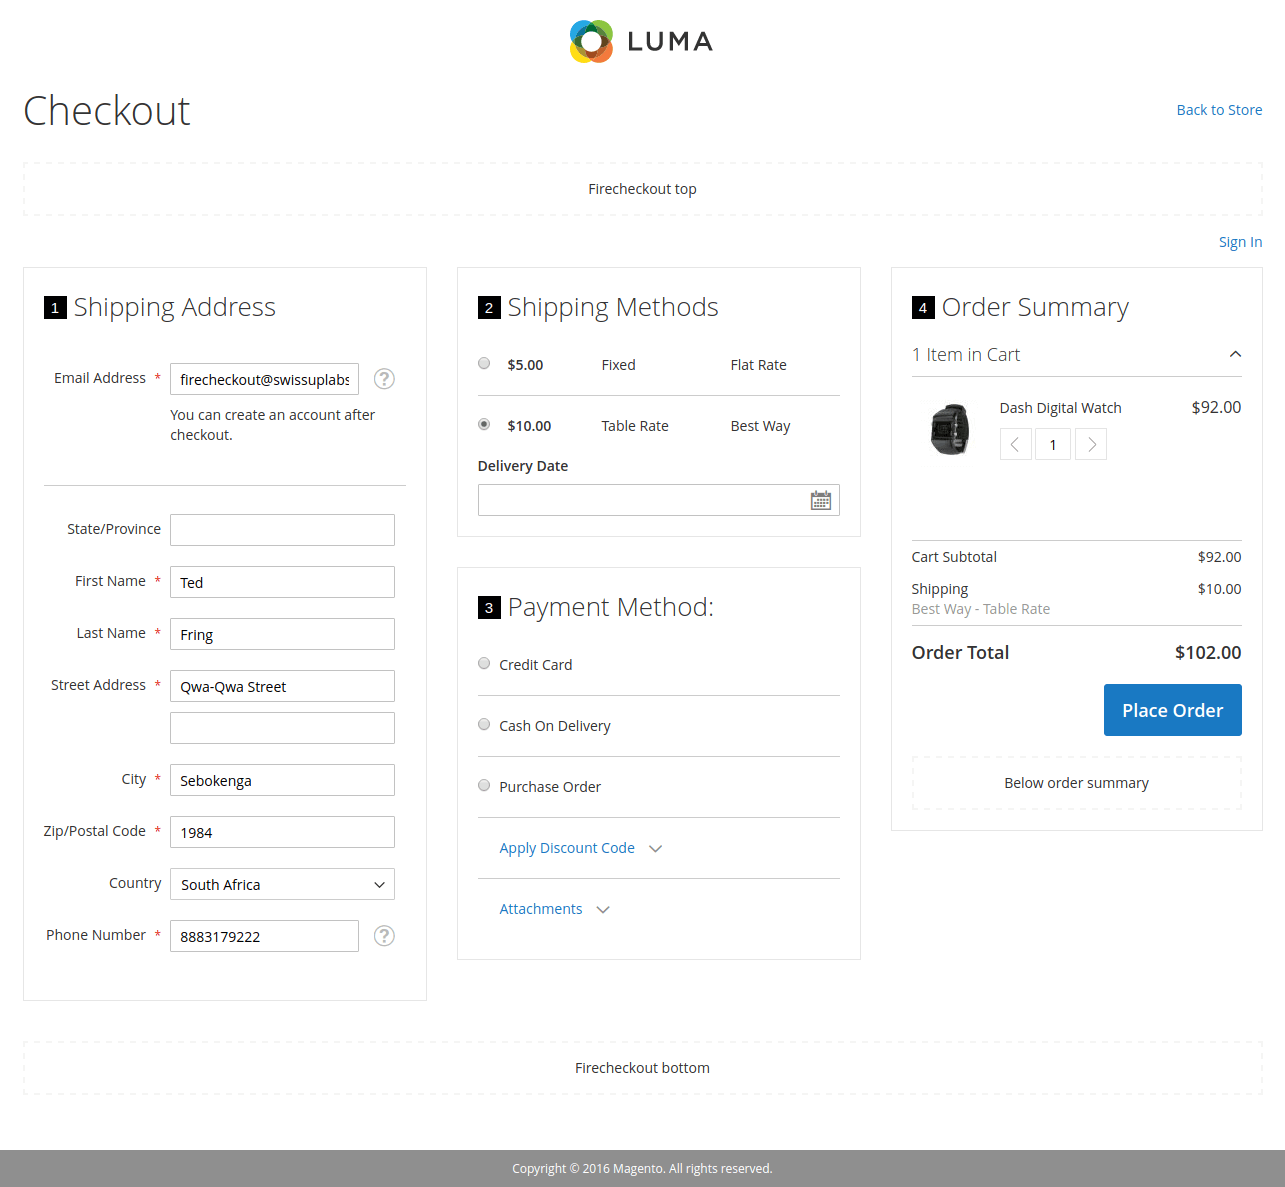 LUMA
Checkout
Back to Store
Firecheckout top
Sign In
1 Shipping Address
Email Address * firecheckout@swissuplabs
You can create an account after
checkout.
State/Province
First Name * Ted
Last Name * Fring
Street Address * Qwa-Qwa Street
City * Sebokenga
Zip/Postal Code * 1984
Country South Africa
Phone Number * 8883179222
2 Shipping Methods
$5.00 Fixed Flat Rate
$10.00 Table Rate Best Way
Delivery Date
3 Payment Method:
Credit Card
Cash On Delivery
Purchase Order
Apply Discount Code
Attachments
4 Order Summary
1 Item in Cart
Dash Digital Watch $92.00
1
Cart Subtotal $92.00
Shipping $10.00
Best Way - Table Rate
Order Total $102.00
Place Order
Below order summary
Firecheckout bottom
Copyright © 2016 Magento. All rights reserved.